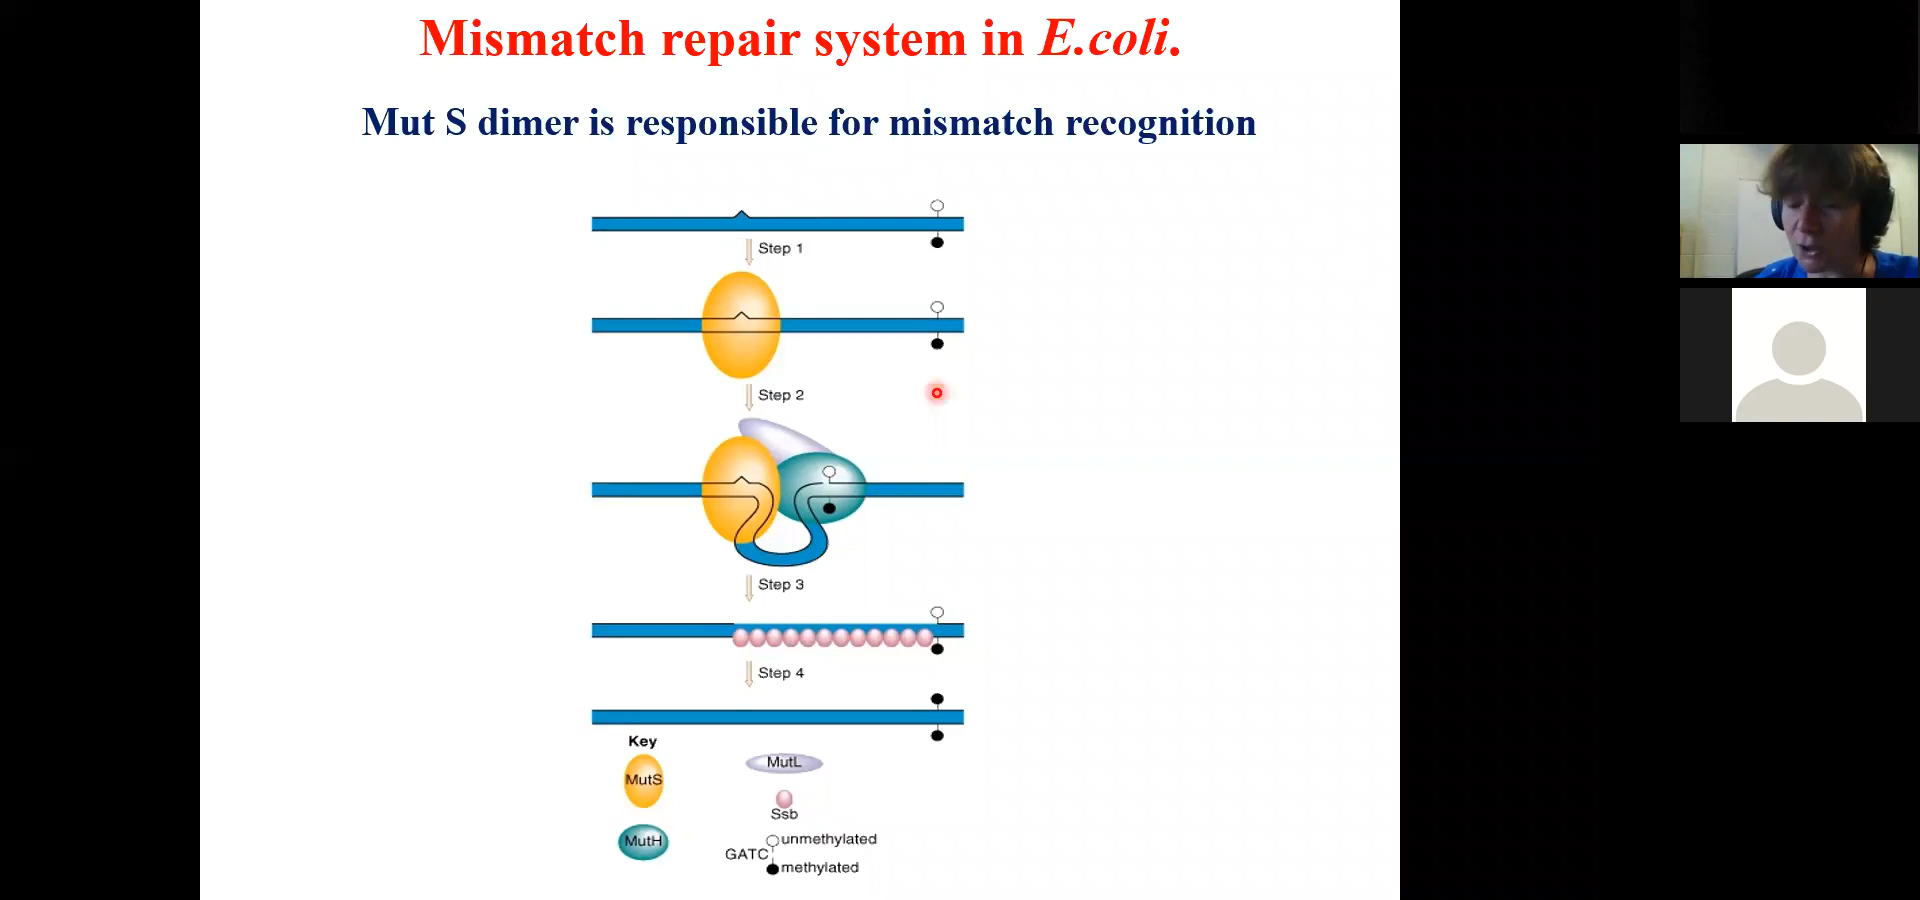 Mismatch repair system in E.coli.
Mut S dimer is responsible for mismatch recognition
Step 1
Step 2
Step 3
Step 4
Key
MutS
MutL
Ssb
MutH
unmethylated
GATC
methylated